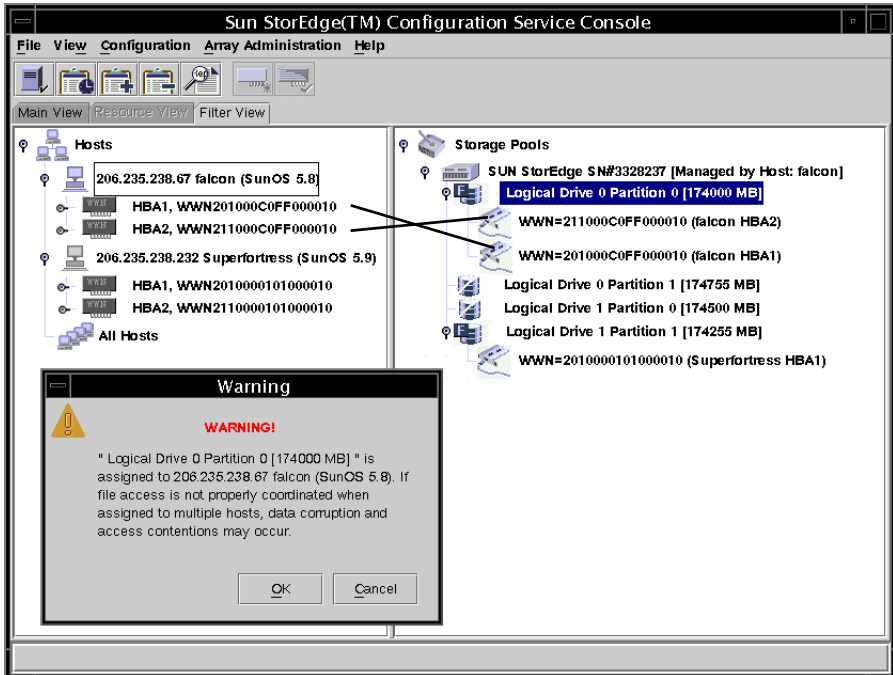 Sun StorEdge(TM) Configuration Service Console
File View Configuration Array Administration Help
Main View Resource View Filter View
Hosts
206.235.238.67 falcon (SunOS 5.8)
HBA1, WWN201000C0FF000010
HBA2, WWN211000C0FF000010
206.235.238.232 Superfortress (SunOS 5.9)
HBA1, WWN2010000101000010
HBA2, WWN2110000101000010
All Hosts
Storage Pools
SUN StorEdge SN#3328237 [Managed by Host: falcon]
Logical Drive 0 Partition 0 [174000 MB]
WWN=211000C0FF000010 (falcon HBA2)
WWN=201000C0FF000010 (falcon HBA1)
Logical Drive 0 Partition 1 [174755 MB]
Logical Drive 1 Partition 0 [174500 MB]
Logical Drive 1 Partition 1 [174255 MB]
WWN=2010000101000010 (Superfortress HBA1)
Warning
WARNING!
" Logical Drive 0 Partition 0 [174000 MB] " is
assigned to 206.235.238.67 falcon (SunOS 5.8). If
file access is not properly coordinated when
assigned to multiple hosts, data corruption and
access contentions may occur.
OK Cancel